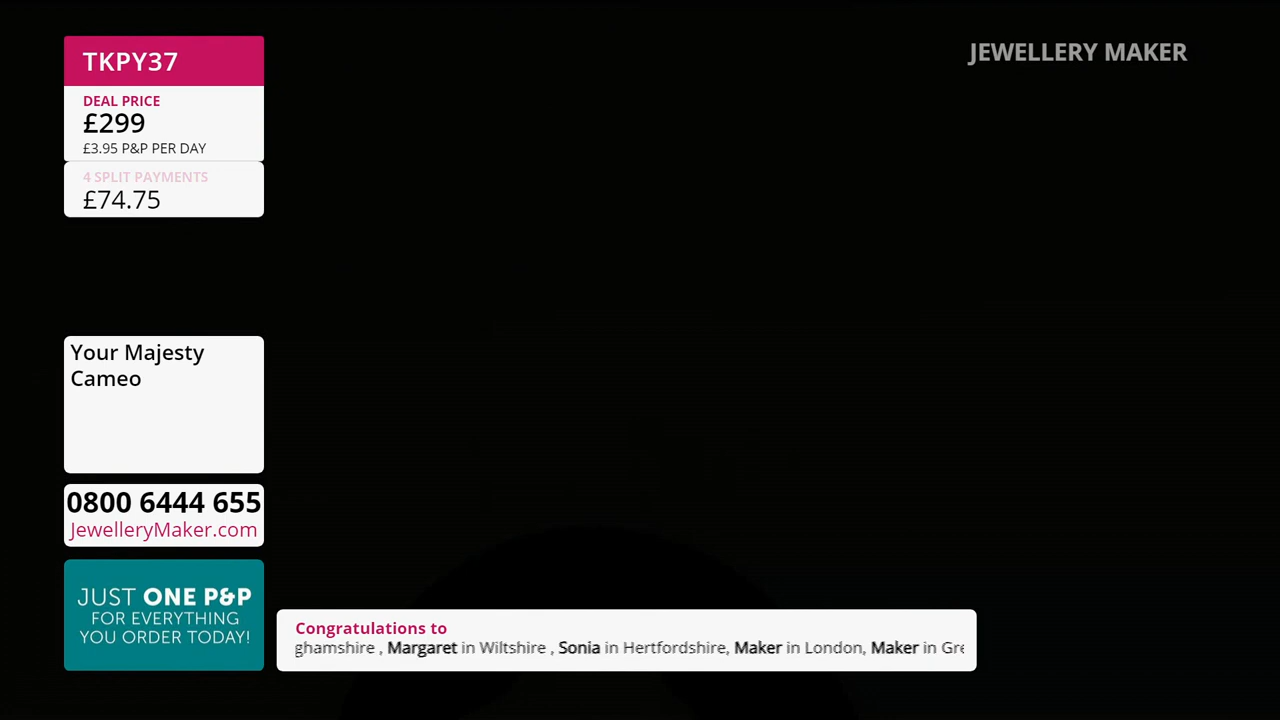 TKPY37
DEAL PRICE
£299
£3.95 P&P PER DAY
4 SPLIT PAYMENTS
£74.75
JEWELLERY MAKER
Your Majesty
Cameo
0800 6444 655
JewelleryMaker.com
JUST ONE P&P
FOR EVERYTHING
YOU ORDER TODAY!
Congratulations to
ghamshire , Margaret in Wiltshire , Sonia in Hertfordshire, Maker in London, Maker in Gre